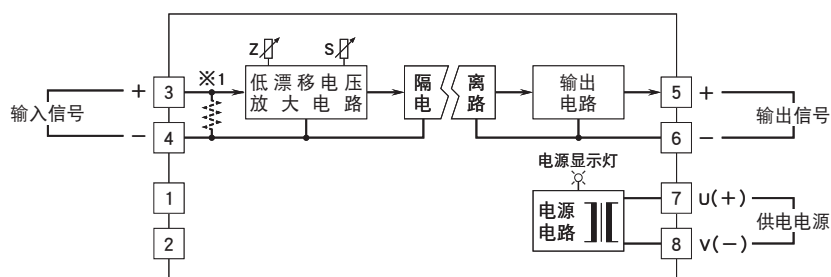 Z
S
※1
输入信号
+
3
−
4
低漂移电压
放大电路
隔电
离路
输出
电路
5
+
6
−
输出信号
1
2
电源显示灯
电源
电路
7
U(+)
8
V(−)
供电电源